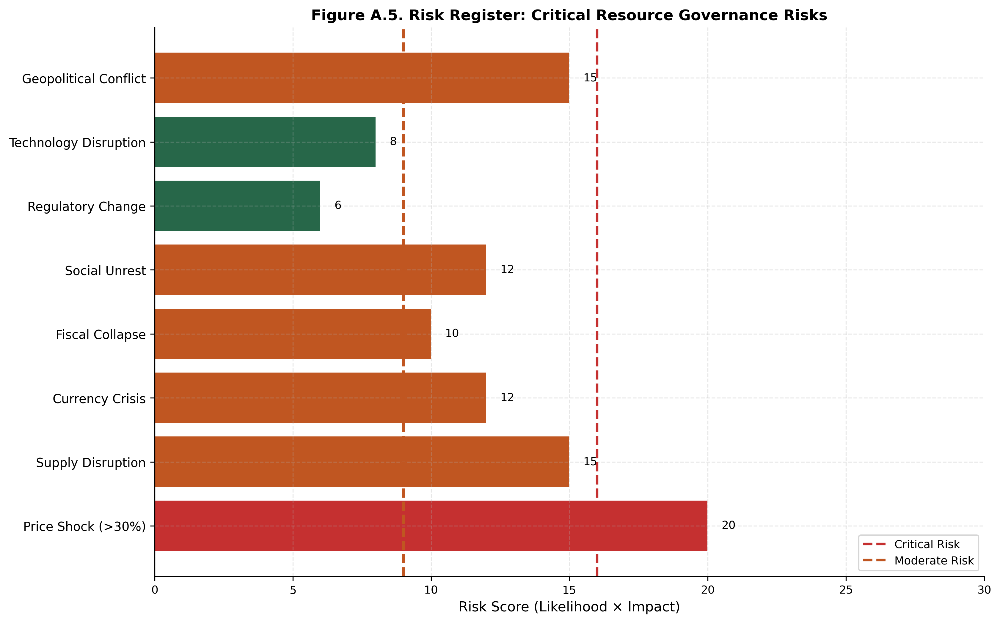 Figure A.5. Risk Register: Critical Resource Governance Risks
Geopolitical Conflict
15
Technology Disruption
8
Regulatory Change
6
Social Unrest
12
Fiscal Collapse
10
Currency Crisis
12
Supply Disruption
15
Price Shock (>30%)
20
Critical Risk
Moderate Risk
0 5 10 15 20 25 30
Risk Score (Likelihood × Impact)